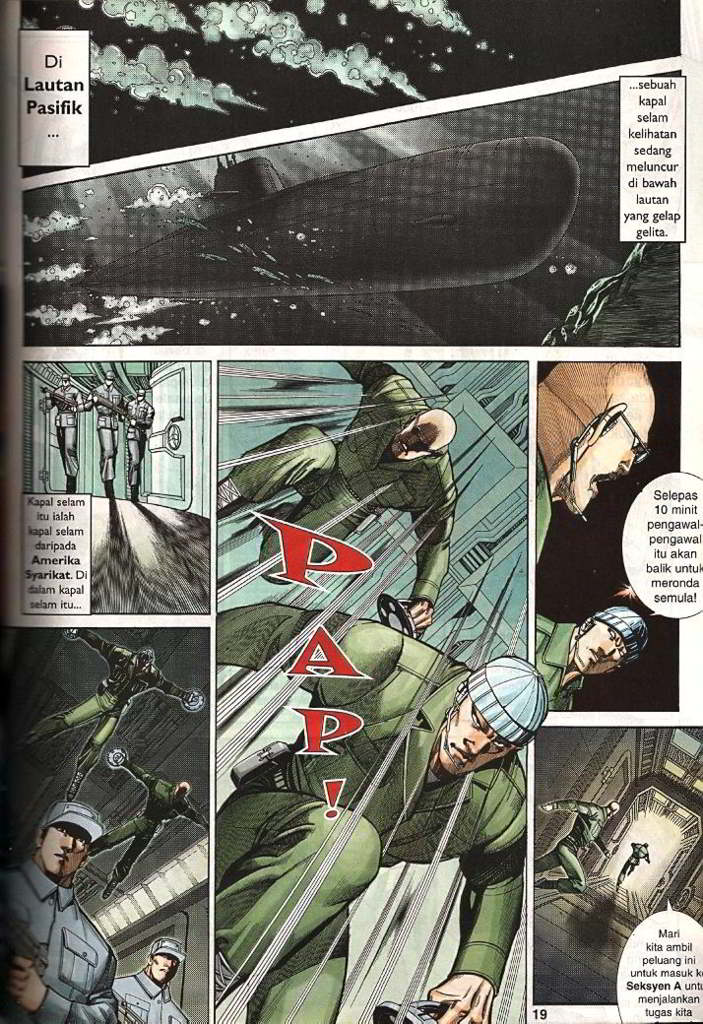 Di
Lautan
Pasifik
...
...sebuah
kapal
selam
kelihatan
sedang
meluncur
di bawah
lautan
yang gelap
gelita.
Kapal selam
itu ialah
kapal selam
daripada
Amerika
Syarikat. Di
dalam kapal
selam itu...
PAP
PAP!
Selepas
10 minit
pengawal-
pengawal
itu akan
balik untuk
meronda
semula!
Mari
kita ambil
peluang ini
untuk masuk
Seksyen A
menjalankan
tugas kita
19